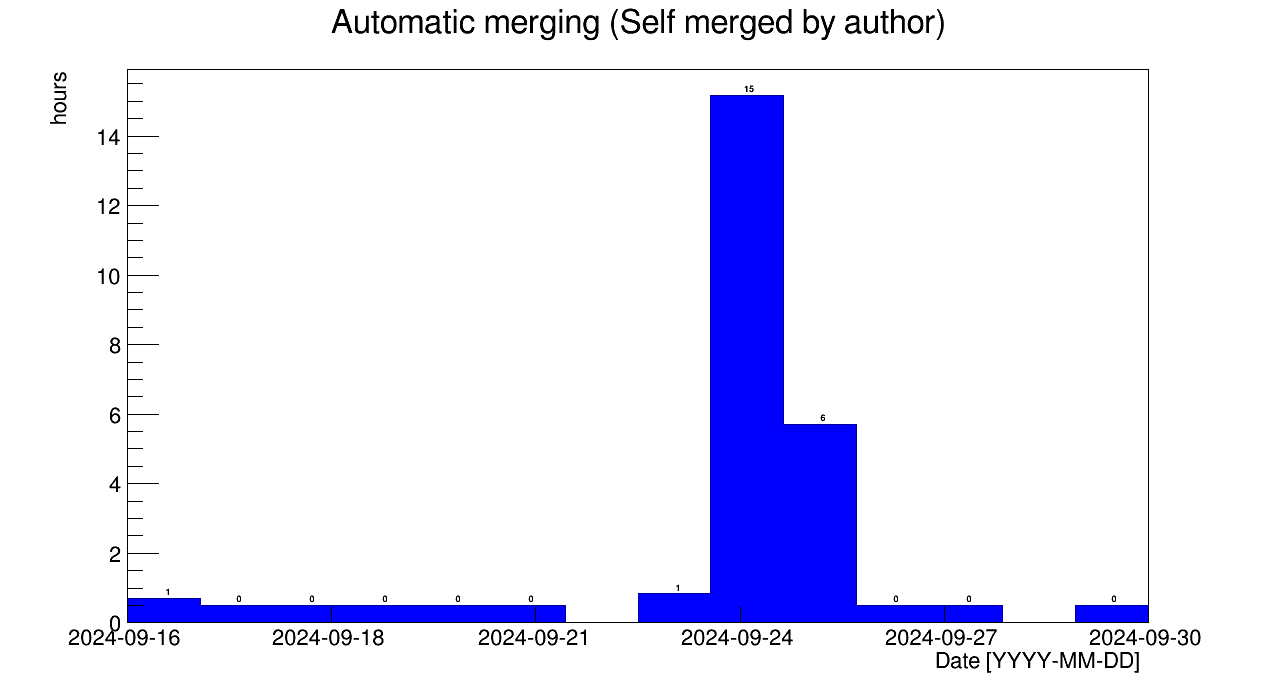 Automatic merging (Self merged by author)
hours
15
14
12
10
8
6
6
4
2
1
1
0 0 0 0 0 0 0 0
0
2024-09-16 2024-09-18 2024-09-21 2024-09-24 2024-09-27 2024-09-30
Date [YYYY-MM-DD]